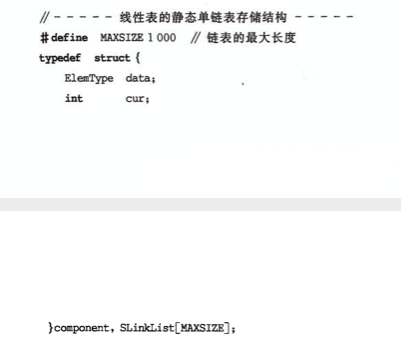 //----- 线性表的静态单链表存储结构 -----
#define MAXSIZE 1 000 // 链表的最大长度
typedef struct {
ElemType data;
int cur;
}component, SLinkList[MAXSIZE];